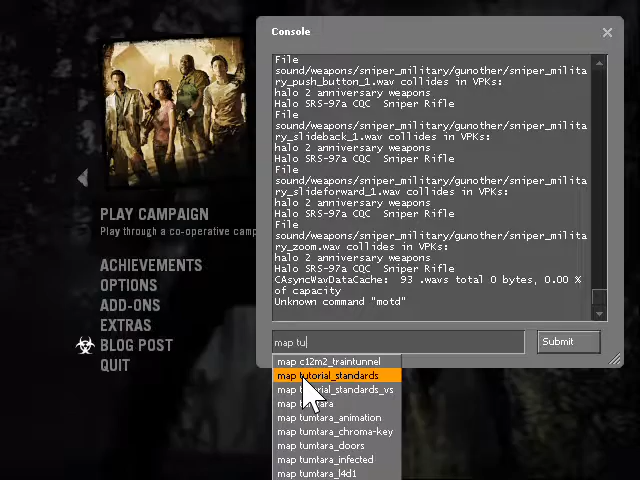 Console
File
sound/weapons/sniper_military/gunother/sniper_milita
ry_push_button_1.wav collides in VPKs:
halo 2 anniversary weapons
Halo SRS-97a CQC  Sniper Rifle
File
sound/weapons/sniper_military/gunother/sniper_milita
ry_slideback_1.wav collides in VPKs:
halo 2 anniversary weapons
Halo SRS-97a CQC  Sniper Rifle
File
sound/weapons/sniper_military/gunother/sniper_milita
ry_slideforward_1.wav collides in VPKs:
halo 2 anniversary weapons
Halo SRS-97a CQC  Sniper Rifle
File
sound/weapons/sniper_military/gunother/sniper_milita
ry_zoom.wav collides in VPKs:
halo 2 anniversary weapons
Halo SRS-97a CQC  Sniper Rifle
CAsyncWavDataCache:  93 .wavs total 0 bytes, 0.00 %
of capacity
Unknown command "motd"
map tu
Submit
map c12m2_traintunnel
map tutorial_standards
map tutorial_standards_vs
map tumtara
map tumtara_animation
map tumtara_chroma-key
map tumtara_doors
map tumtara_infected
map tumtara_l4d1
PLAY CAMPAIGN
Play through a co-operative camp
ACHIEVEMENTS
OPTIONS
ADD-ONS
EXTRAS
BLOG POST
QUIT